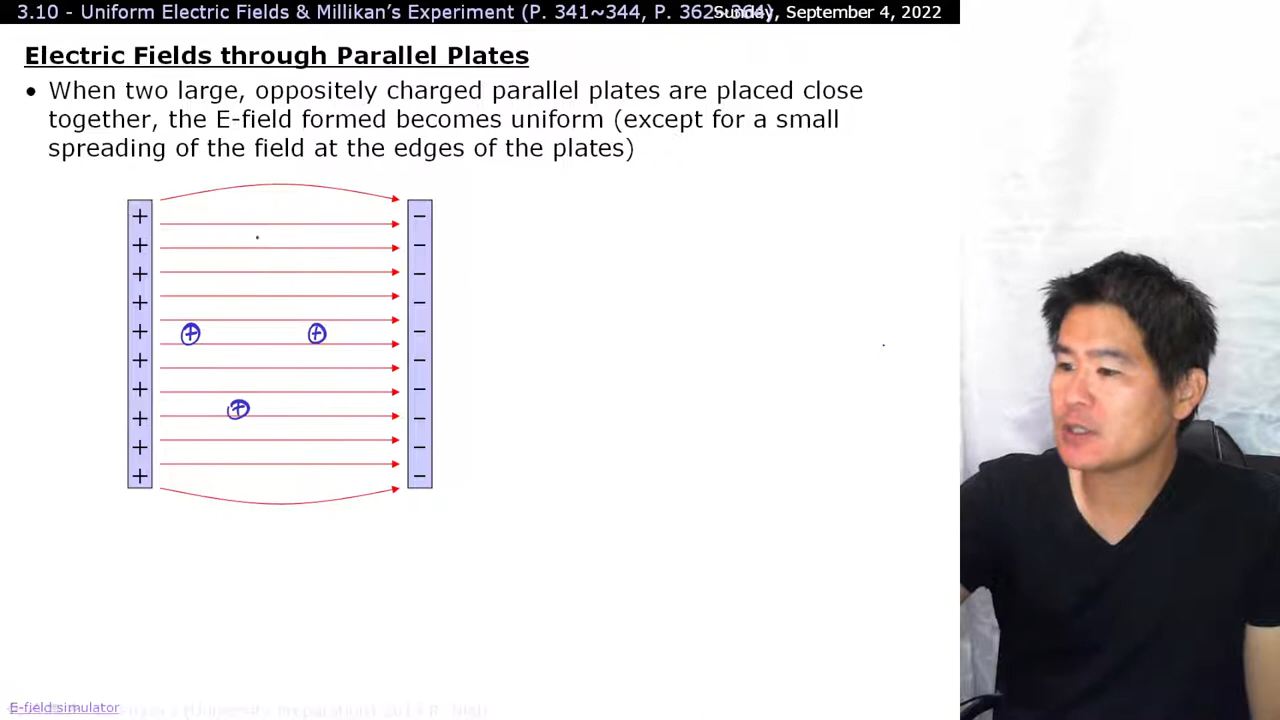 3.10 - Uniform Electric Fields & Millikan's Experiment (P. 341~344, P. 362~364),
Sunday, September 4, 2022
Electric Fields through Parallel Plates
• When two large, oppositely charged parallel plates are placed close
together, the E-field formed becomes uniform (except for a small
spreading of the field at the edges of the plates)
+ −
+ −
+ −
+ −
+ + + −
+ −
+ −
+ + −
+ −
+ −
E-field simulator